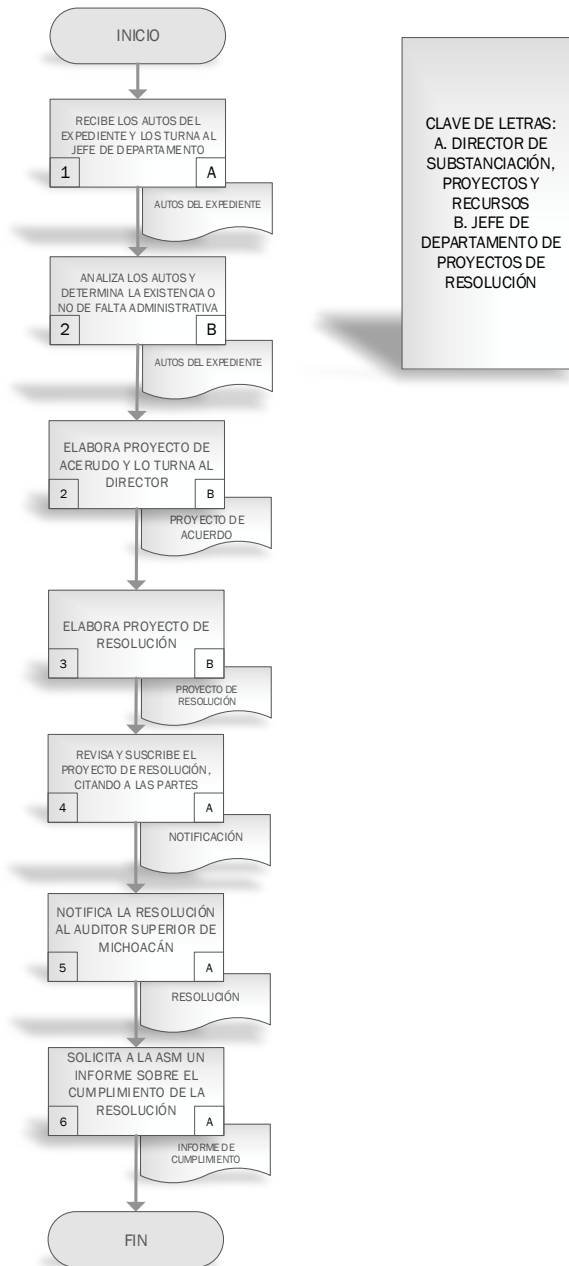 INICIO
RECIBE LOS AUTOS DEL
EXPEDIENTE Y LOS TURNA AL
JEFE DE DEPARTAMENTO
1
A
AUTOS DEL EXPEDIENTE
ANALIZA LOS AUTOS Y
DETERMINA LA EXISTENCIA O
NO DE FALTA ADMINISTRATIVA
2
B
AUTOS DEL EXPEDIENTE
ELABORA PROYECTO DE
ACERUDO Y LO TURNA AL
DIRECTOR
2
B
PROYECTO DE
ACUERDO
ELABORA PROYECTO DE
RESOLUCIÓN
3
B
PROYECTO DE
RESOLUCIÓN
REVISA Y SUSCRIBE EL
PROYECTO DE RESOLUCIÓN,
CITANDO A LAS PARTES
4
A
NOTIFICACIÓN
NOTIFICA LA RESOLUCIÓN
AL AUDITOR SUPERIOR DE
MICHOACÁN
5
A
RESOLUCIÓN
SOLICITA A LA ASM UN
INFORME SOBRE EL
CUMPLIMIENTO DE LA
RESOLUCIÓN
6
A
INFORME DE
CUMPLIMIENTO
FIN
CLAVE DE LETRAS:
A. DIRECTOR DE
SUBSTANCIACIÓN,
PROYECTOS Y
RECURSOS
B. JEFE DE
DEPARTAMENTO DE
PROYECTOS DE
RESOLUCIÓN